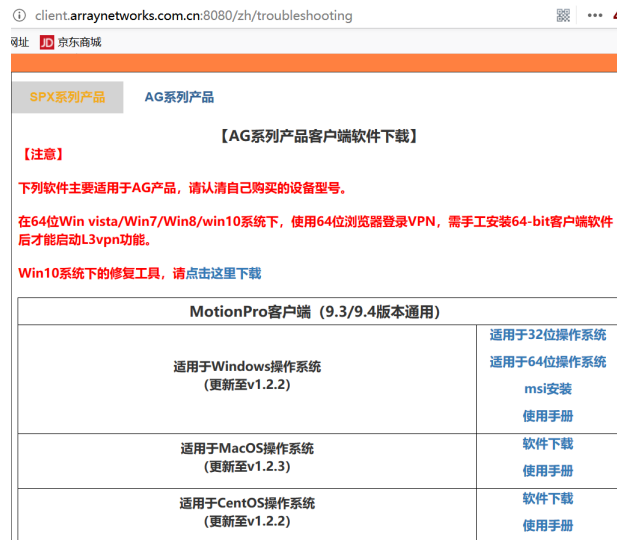 client.arraynetworks.com.cn:8080/zh/troubleshooting
网址 JD 京东商城
SPX系列产品 AG系列产品
【AG系列产品客户端软件下载】
【注意】
下列软件主要适用于AG产品，请认清自己购买的设备型号。
在64位Win vista/Win7/Win8/win10系统下，使用64位浏览器登录VPN，需手工安装64-bit客户端软件
后才能启动L3vpn功能。
Win10系统下的修复工具，请点击这里下载
MotionPro客户端（9.3/9.4版本通用）
适用于Windows操作系统
（更新至v1.2.2）
适用于32位操作系统
适用于64位操作系统
msi安装
使用手册
适用于MacOS操作系统
（更新至v1.2.3）
软件下载
使用手册
适用于CentOS操作系统
（更新至v1.2.2）
软件下载
使用手册